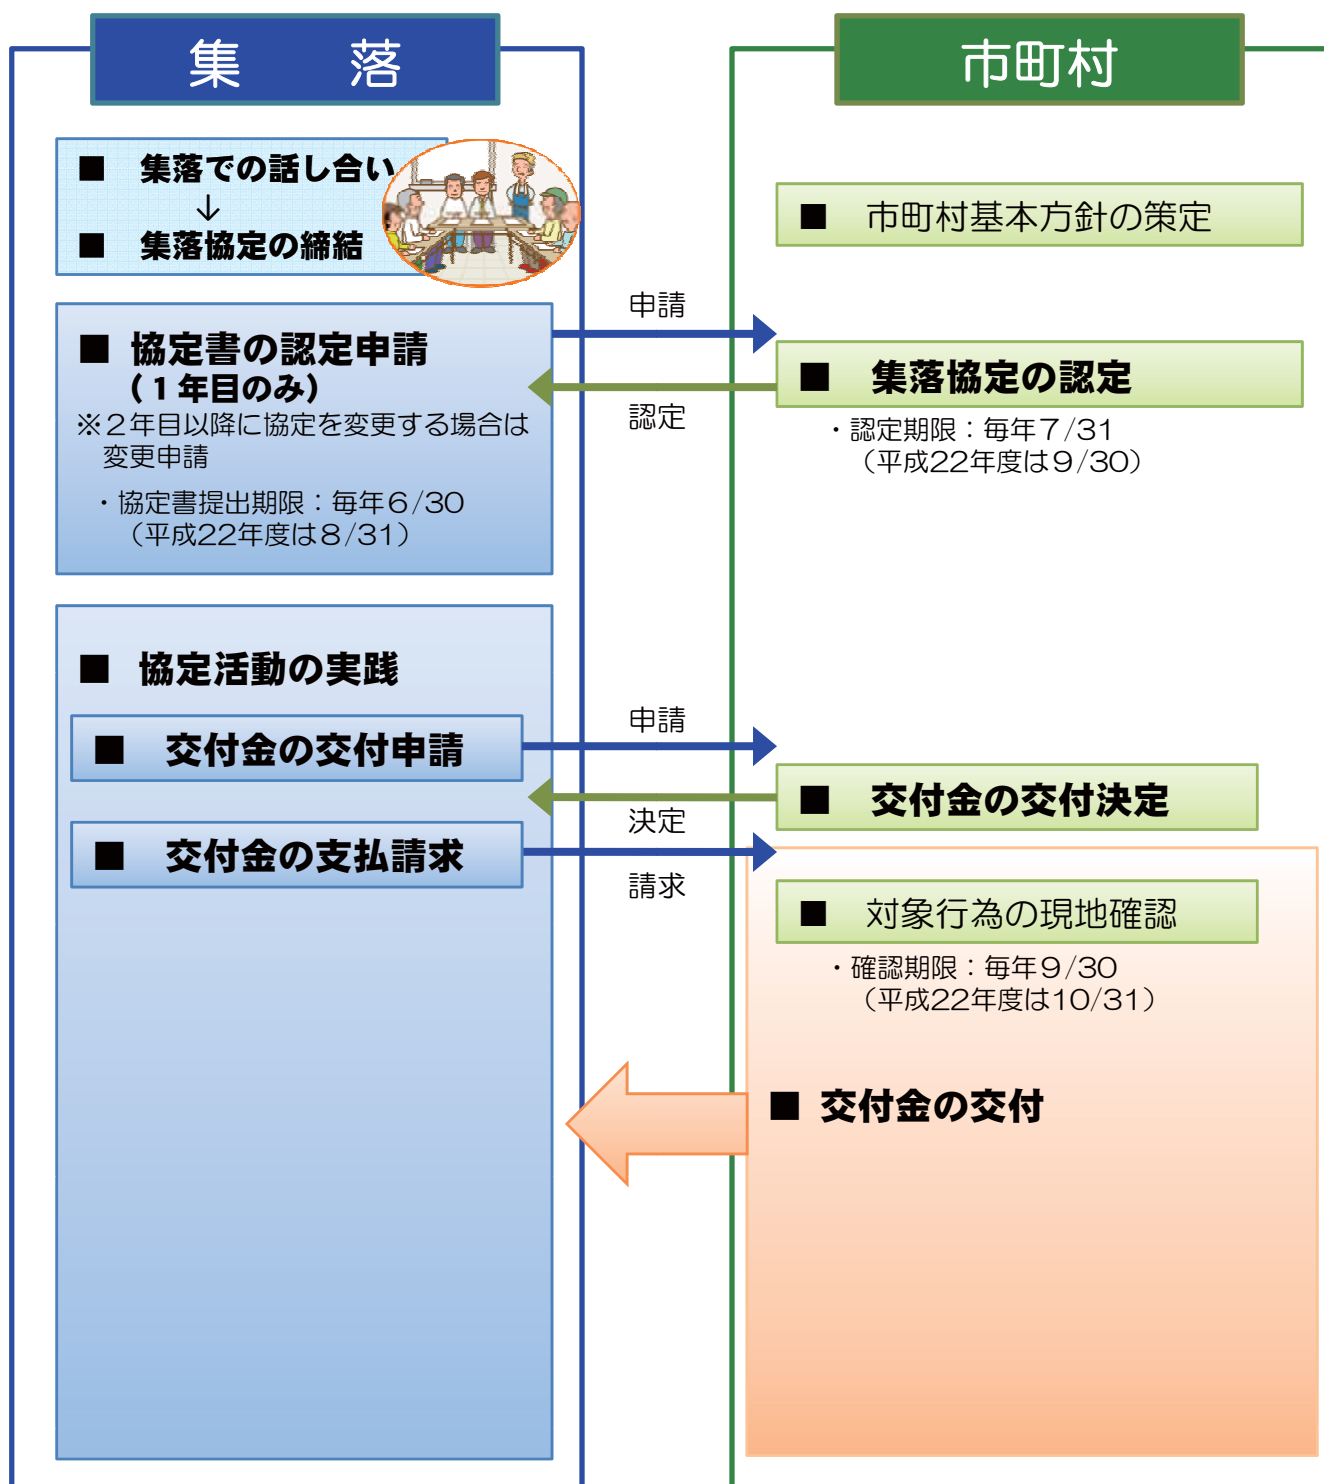 集　落
■ 集落での話し合い
↓
■ 集落協定の締結
■ 協定書の認定申請
（１年目のみ）
※２年目以降に協定を変更する場合は
変更申請
・協定書提出期限：毎年６/30
（平成22年度は８/31）
■ 協定活動の実践
■ 交付金の交付申請
■ 交付金の支払請求
申請
認定
申請
決定
請求
市町村
■ 市町村基本方針の策定
■ 集落協定の認定
・認定期限：毎年７/31
（平成22年度は９/30）
■ 交付金の交付決定
■ 対象行為の現地確認
・確認期限：毎年９/30
（平成22年度は10/31）
■ 交付金の交付